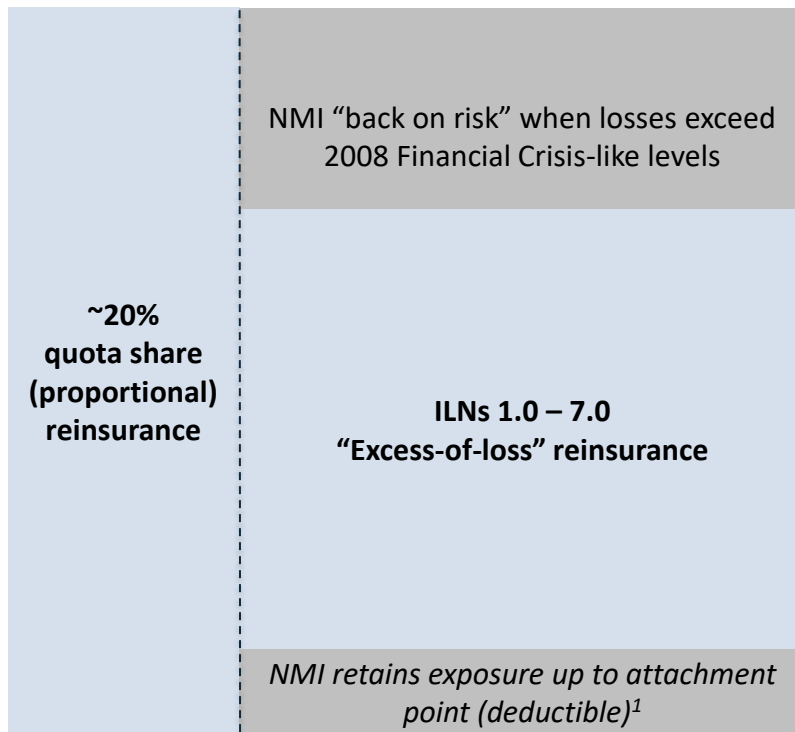 NMI “back on risk” when losses exceed
2008 Financial Crisis-like levels
~20%
quota share
(proportional)
reinsurance
ILNs 1.0 – 7.0
“Excess-of-loss” reinsurance
NMI retains exposure up to attachment
point (deductible)¹